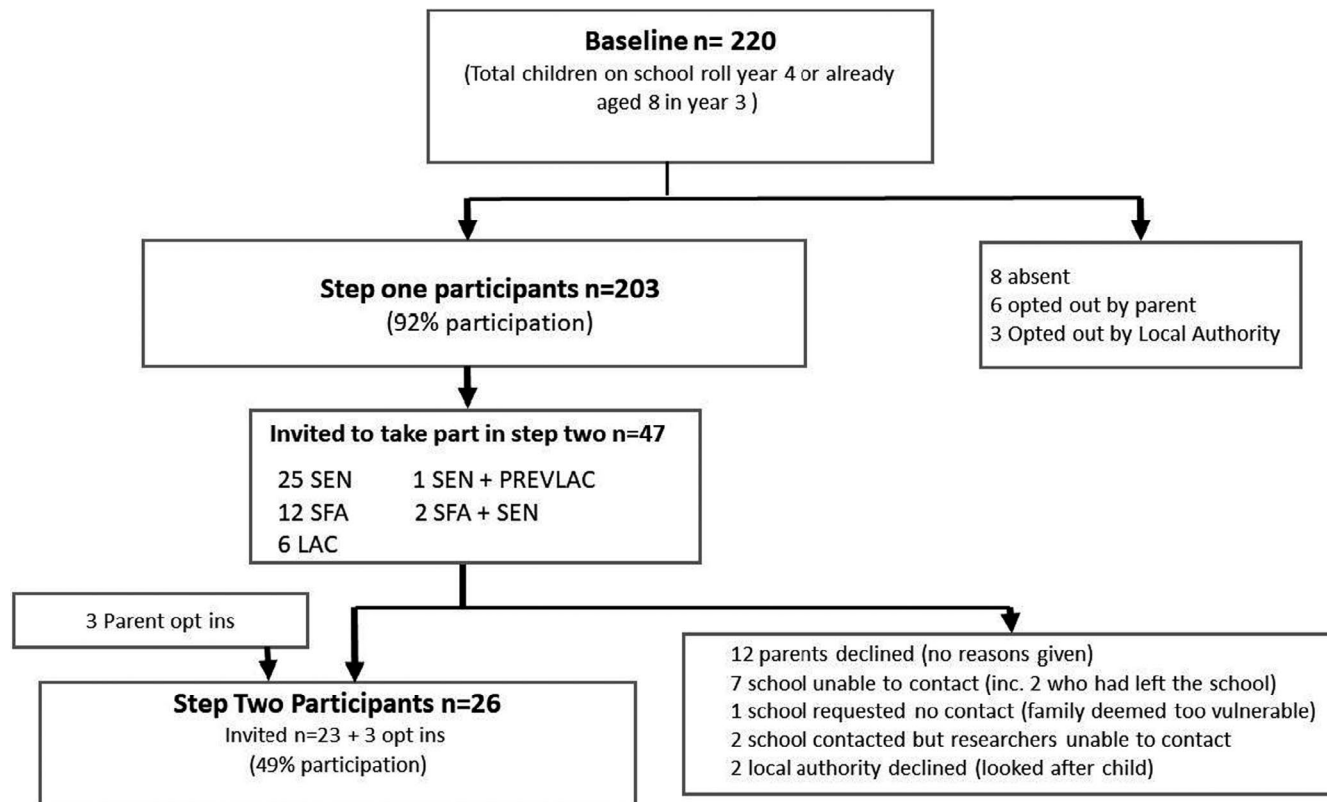 Baseline n= 220
(Total children on school roll year 4 or already
aged 8 in year 3 )
Step one participants n=203
(92% participation)
8 absent
6 opted out by parent
3 Opted out by Local Authority
Invited to take part in step two n=47
25 SEN 1 SEN + PREVLAC
12 SFA 2 SFA + SEN
6 LAC
3 Parent opt ins
Step Two Participants n=26
Invited n=23 + 3 opt ins
(49% participation)
12 parents declined (no reasons given)
7 school unable to contact (inc. 2 who had left the school)
1 school requested no contact (family deemed too vulnerable)
2 school contacted but researchers unable to contact
2 local authority declined (looked after child)